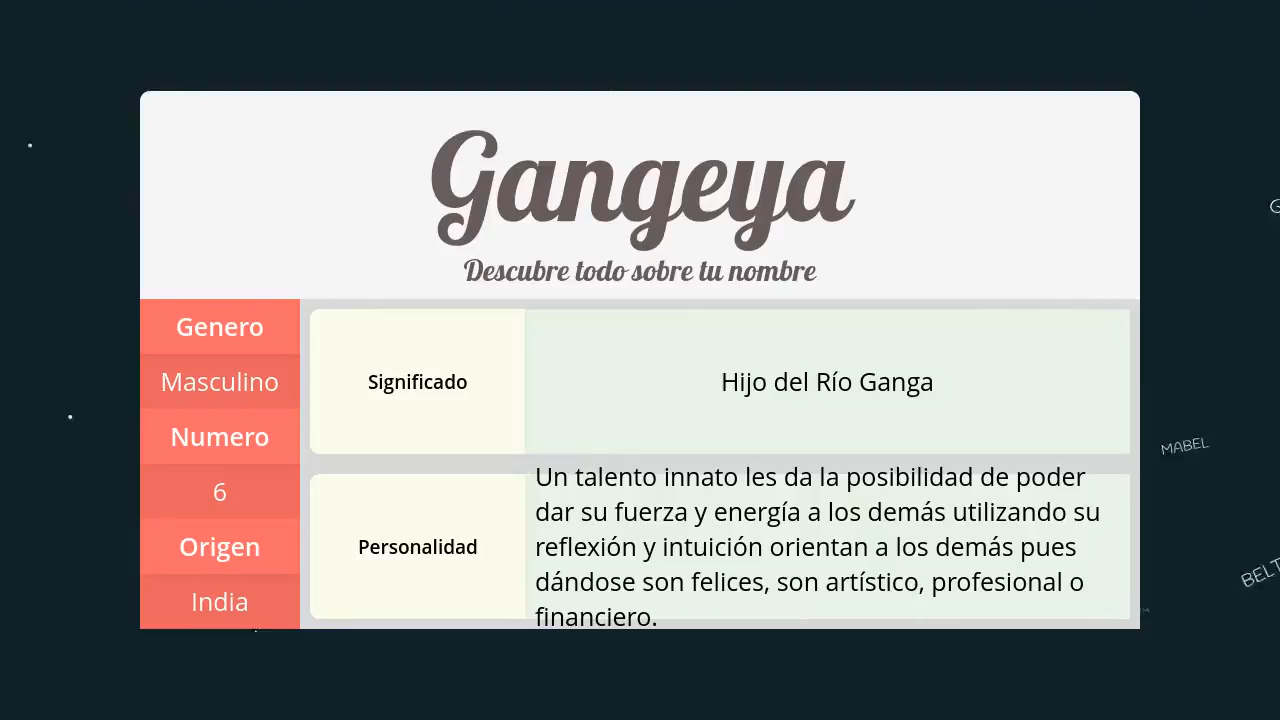 Gangeya
Descubre todo sobre tu nombre
Genero
Masculino
Numero
6
Origen
India
Significado
Hijo del Río Ganga
Personalidad
Un talento innato les da la posibilidad de poder
dar su fuerza y energía a los demás utilizando su
reflexión y intuición orientan a los demás pues
dándose son felices, son artístico, profesional o
financiero.
MABEL